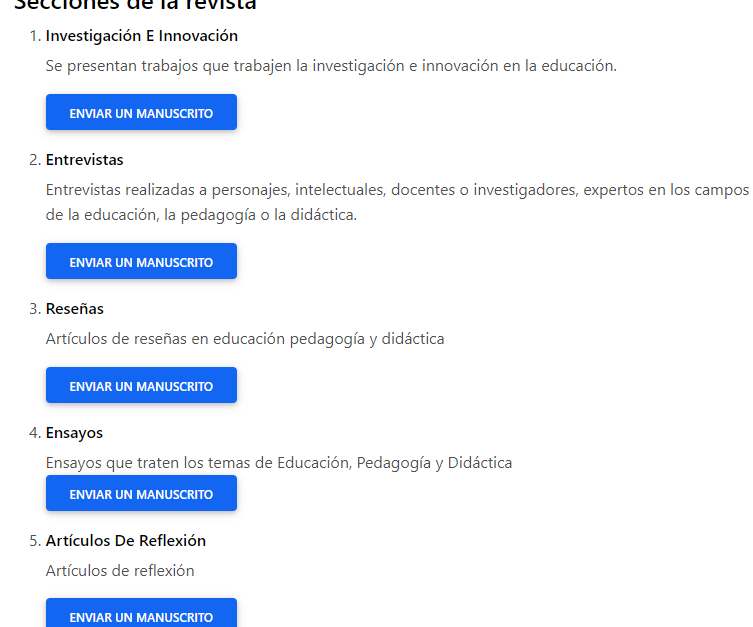 Secciones de la revista
1. Investigación E Innovación
Se presentan trabajos que trabajen la investigación e innovación en la educación.
ENVIAR UN MANUSCRITO
2. Entrevistas
Entrevistas realizadas a personajes, intelectuales, docentes o investigadores, expertos en los campos
de la educación, la pedagogía o la didáctica.
ENVIAR UN MANUSCRITO
3. Reseñas
Artículos de reseñas en educación pedagogía y didáctica
ENVIAR UN MANUSCRITO
4. Ensayos
Ensayos que traten los temas de Educación, Pedagogía y Didáctica
ENVIAR UN MANUSCRITO
5. Artículos De Reflexión
Artículos de reflexión
ENVIAR UN MANUSCRITO